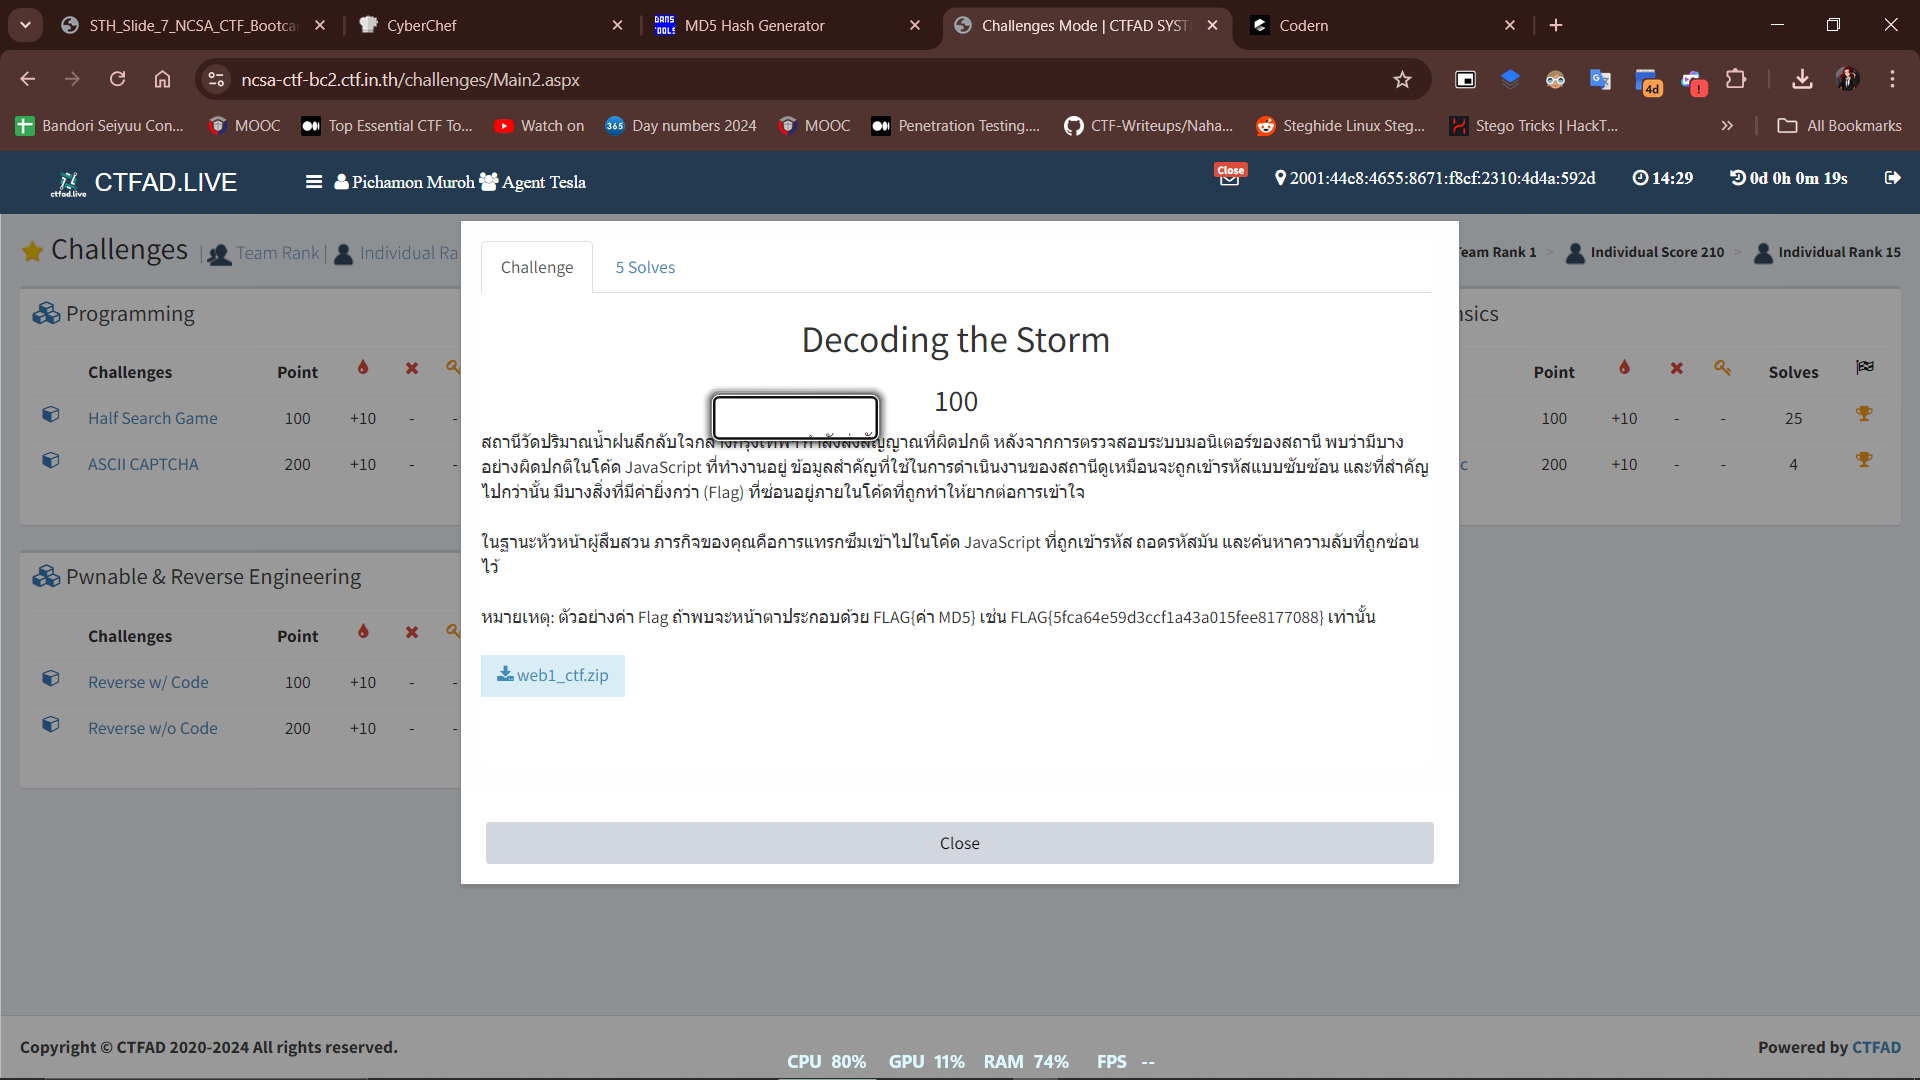 STH_Slide_7_NCSA_CTF_Bootca
CyberChef
MD5 Hash Generator
Challenges Mode | CTFAD SYST
Codern
ncsa-ctf-bc2.ctf.in.th/challenges/Main2.aspx
4d
!
Bandori Seiyuu Con...
MOOC
Top Essential CTF To...
Watch on
365
Day numbers 2024
MOOC
Penetration Testing....
CTF-Writeups/Naha...
Steghide Linux Steg...
Stego Tricks | HackT...
All Bookmarks
ctfad.live
CTFAD.LIVE
Pichamon Muroh
Agent Tesla
Close
2001:44c8:4655:8671:f8cf:2310:4d4a:592d
14:29
0d 0h 0m 19s
Challenges
| Team Rank |
Individual Ra
Team Rank 1 >
Individual Score 210 >
Individual Rank 15
Challenge
5 Solves
Decoding the Storm
100
สถานีวัดปริมาณน้ำฝนลึกลับใจกลางกรุงเทพฯ กำลังส่งสัญญาณที่ผิดปกติ หลังจากการตรวจสอบระบบมอนิเตอร์ของสถานี พบว่ามีบาง
อย่างผิดปกติในโค้ด JavaScript ที่ทำงานอยู่ ข้อมูลสำคัญที่ใช้ในการดำเนินงานของสถานีดูเหมือนจะถูกเข้ารหัสแบบซับซ้อน และที่สำคัญ
ไปกว่านั้น มีบางสิ่งที่มีค่ายิ่งกว่า (Flag) ที่ซ่อนอยู่ภายในโค้ดที่ถูกทำให้ยากต่อการเข้าใจ
ในฐานะหัวหน้าผู้สืบสวน ภารกิจของคุณคือการแทรกซึมเข้าไปในโค้ด JavaScript ที่ถูกเข้ารหัส ถอดรหัสมัน และค้นหาความลับที่ถูกซ่อน
ไว้
หมายเหตุ: ตัวอย่างค่า Flag ถ้าพบจะหน้าตาประกอบด้วย FLAG{ค่า MD5} เช่น FLAG{5fca64e59d3ccf1a43a015fee8177088} เท่านั้น
web1_ctf.zip
Close
Programming
Challenges Point
Half Search Game 100 +10 - -
ASCII CAPTCHA 200 +10 - -
Pwnable & Reverse Engineering
Challenges Point
Reverse w/ Code 100 +10 - -
Reverse w/o Code 200 +10 - -
nsics
Point Solves
100 +10 - - 25
c 200 +10 - - 4
Copyright © CTFAD 2020-2024 All rights reserved.
Powered by CTFAD
CPU 80% GPU 11% RAM 74% FPS --